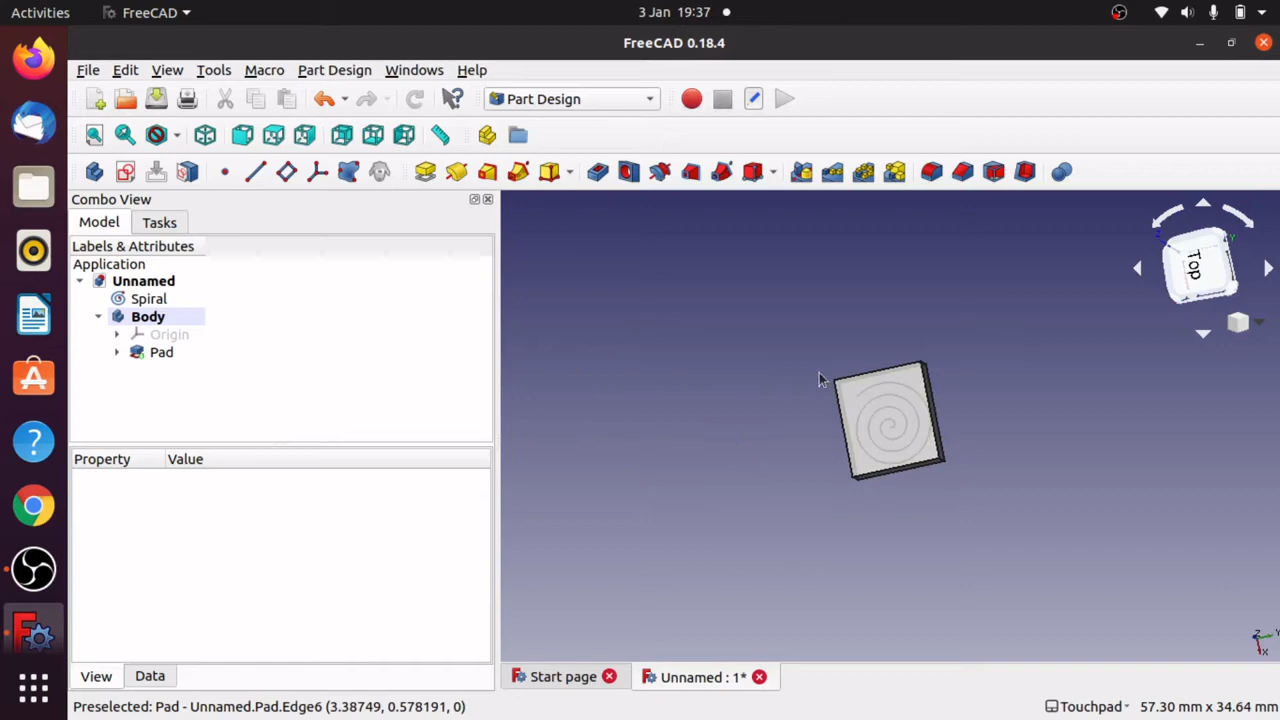 Activities
FreeCAD
3 Jan 19:37
FreeCAD 0.18.4
File Edit View Tools Macro Part Design Windows Help
Part Design
Combo View
Model Tasks
Labels & Attributes
Application
Unnamed
Spiral
Body
Origin
Pad
Property Value
View Data
Top
Start page
Unnamed : 1*
Preselected: Pad - Unnamed.Pad.Edge6 (3.38749, 0.578191, 0)
Touchpad
57.30 mm x 34.64 mm
Z
Y
X